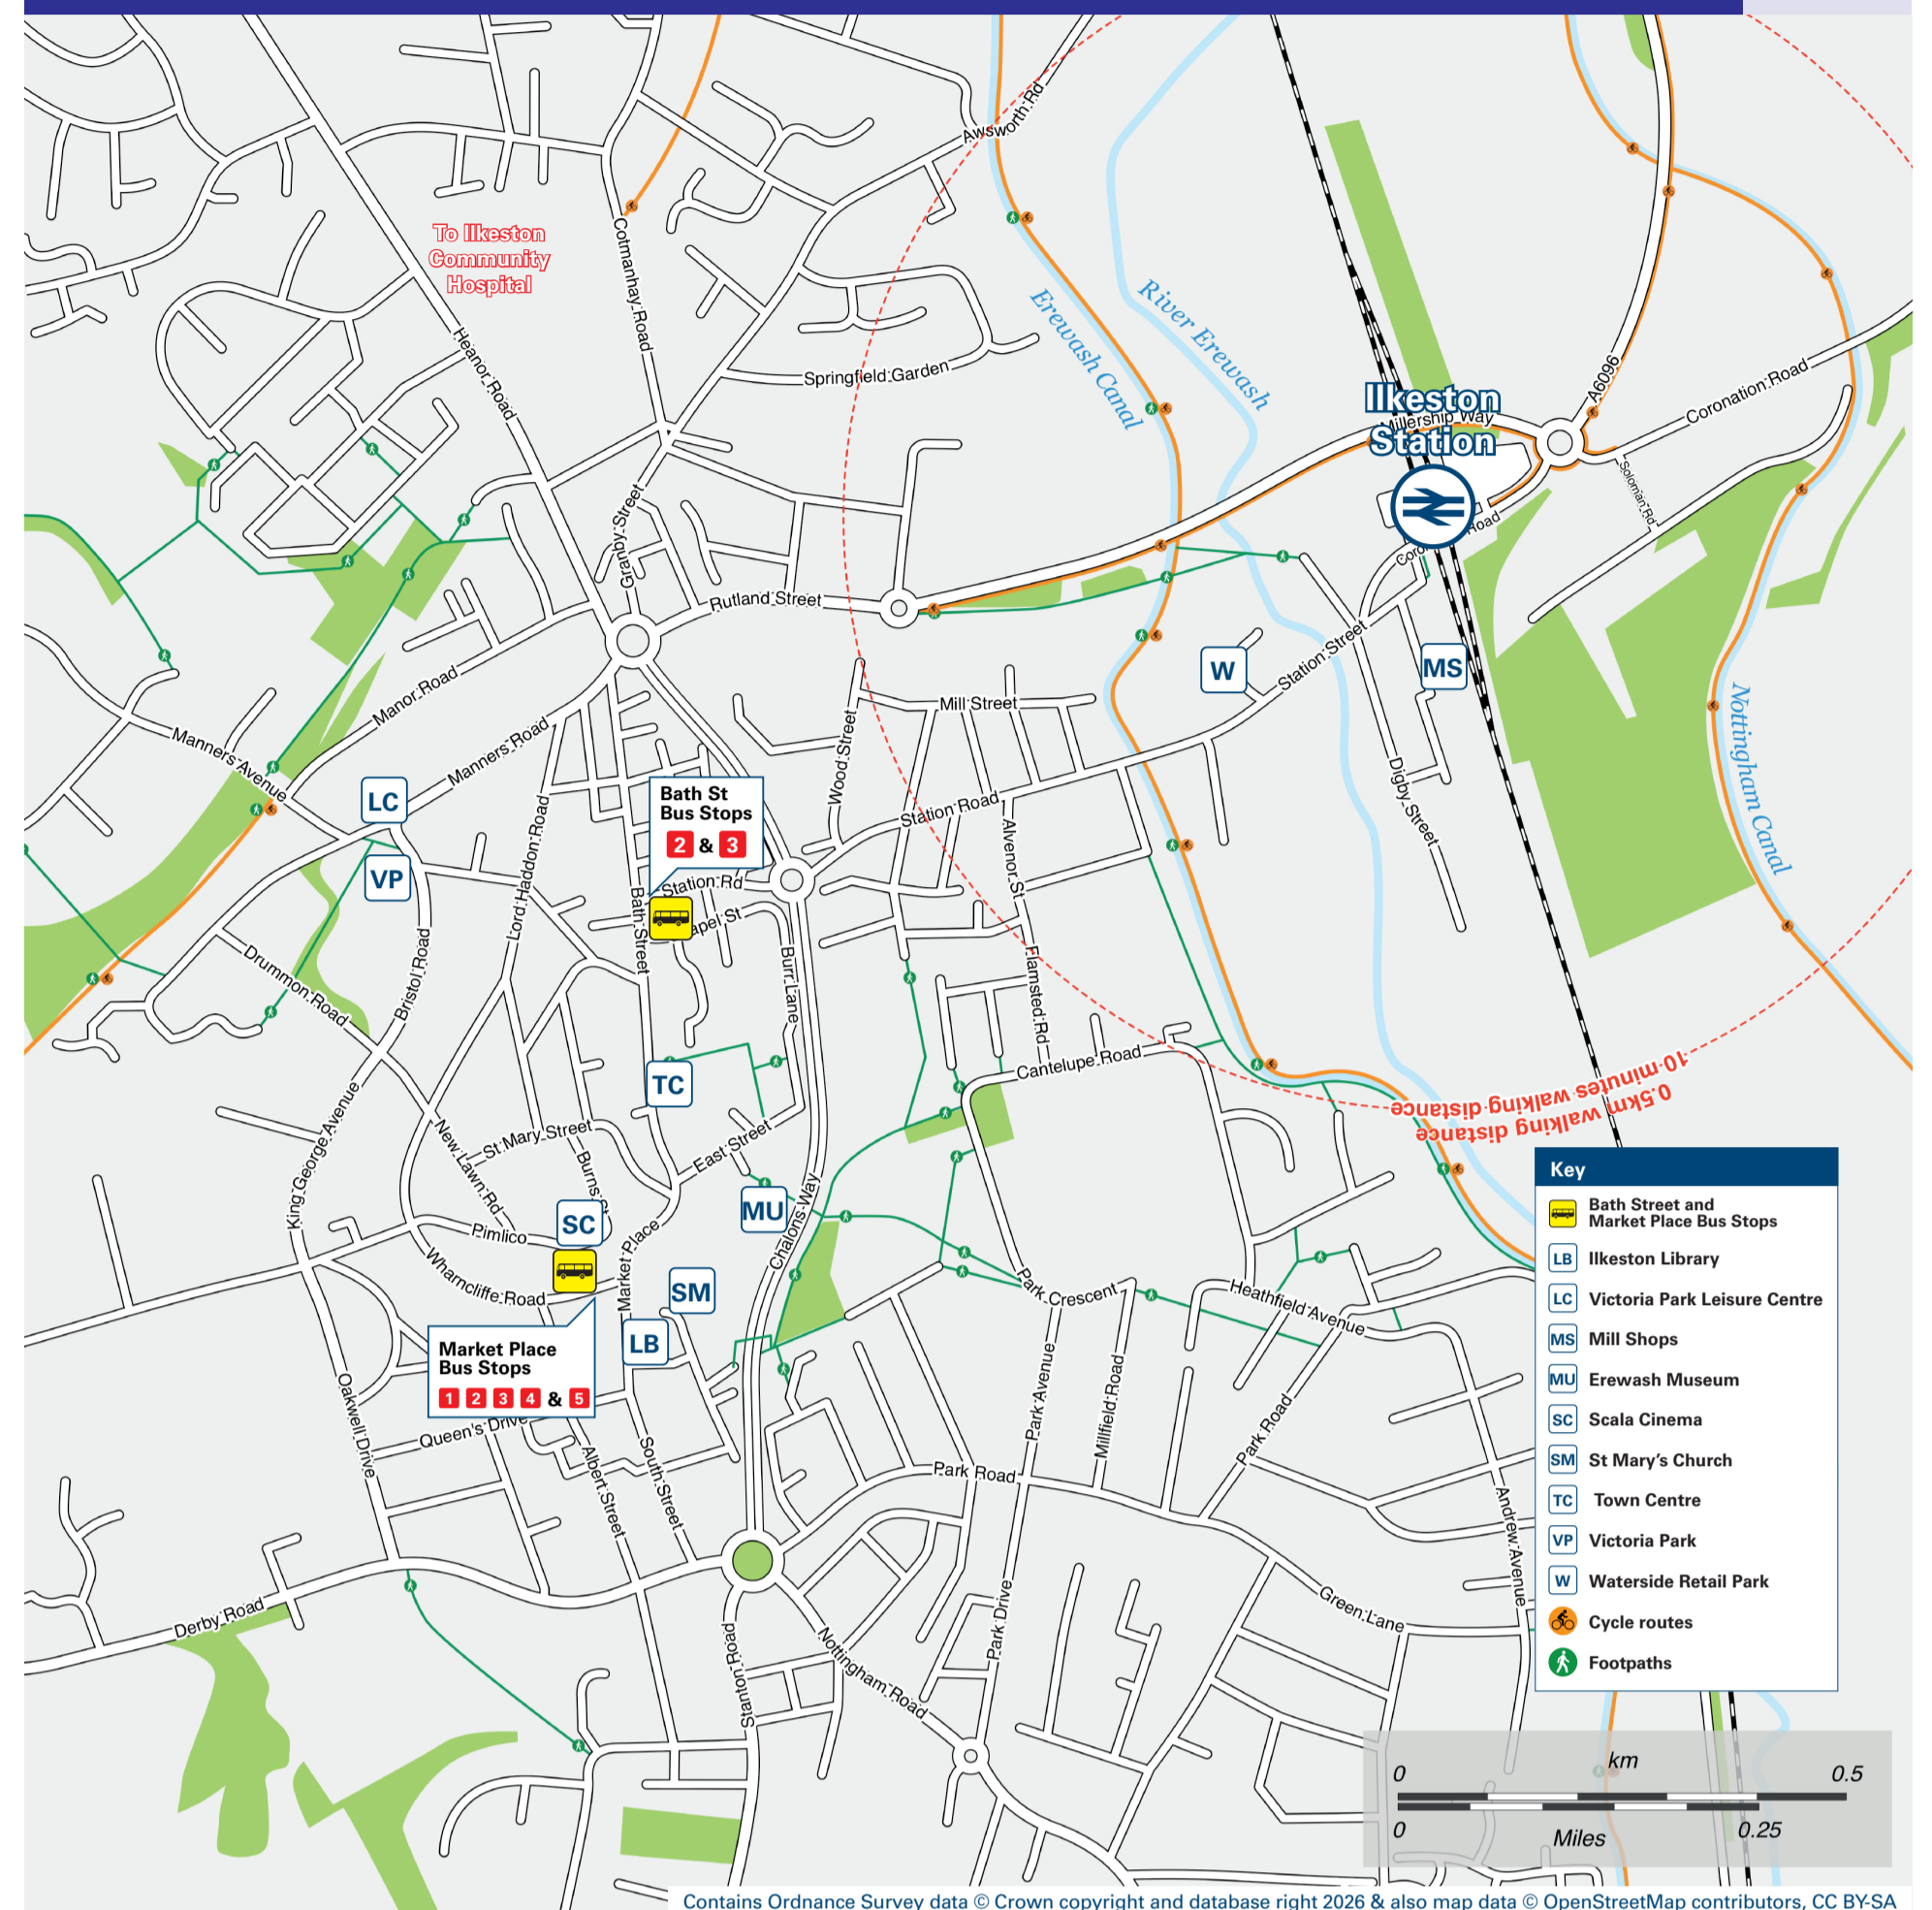 Awsworth Rd
To Ilkeston
Community
Hospital
Cotmanhay Road
Heanor Road
Springfield Garden
Erewash Canal
River Erewash
A6096
Coronation Road
Ilkeston
Millership Way
Station
Soloman Rd
Road
Granby Street
Rutland Street
Station Street
W
MS
Manor Road
Manners Avenue
Manners Road
Mill Street
Wood Street
Nottingham Canal
Digby Street
LC
VP
Bath St
Bus Stops
2 & 3
Station Road
Alvenor St
Lord Haddon Road
Station Rd
Bath Street
Burr Lane
Flamsted Rd
Drummon Road
Bristol Road
Cantelupe Road
TC
10 minutes walking distance
0.5km walking distance
King George Avenue
New Lawn Rd
St Mary Street
Burns St
East Street
MU
SC
Pimlico
Market Place
Chalons Way
Wharncliffe Road
SM
LB
Park Crescent
Heathfield Avenue
Market Place
Bus Stops
1 2 3 4 & 5
Oakwell Drive
Queen's Drive
Albert Street
South Street
Park Avenue
Millfield Road
Park Road
Park Road
Andrew Avenue
Derby Road
Stanton Road
Nottingham Road
Park Drive
Green Lane
Key
Bath Street and
Market Place Bus Stops
LB Ilkeston Library
LC Victoria Park Leisure Centre
MS Mill Shops
MU Erewash Museum
SC Scala Cinema
SM St Mary's Church
TC Town Centre
VP Victoria Park
W Waterside Retail Park
Cycle routes
Footpaths
km
0 0.5
0 0.25
Miles
Contains Ordnance Survey data © Crown copyright and database right 2026 & also map data © OpenStreetMap contributors, CC BY-SA